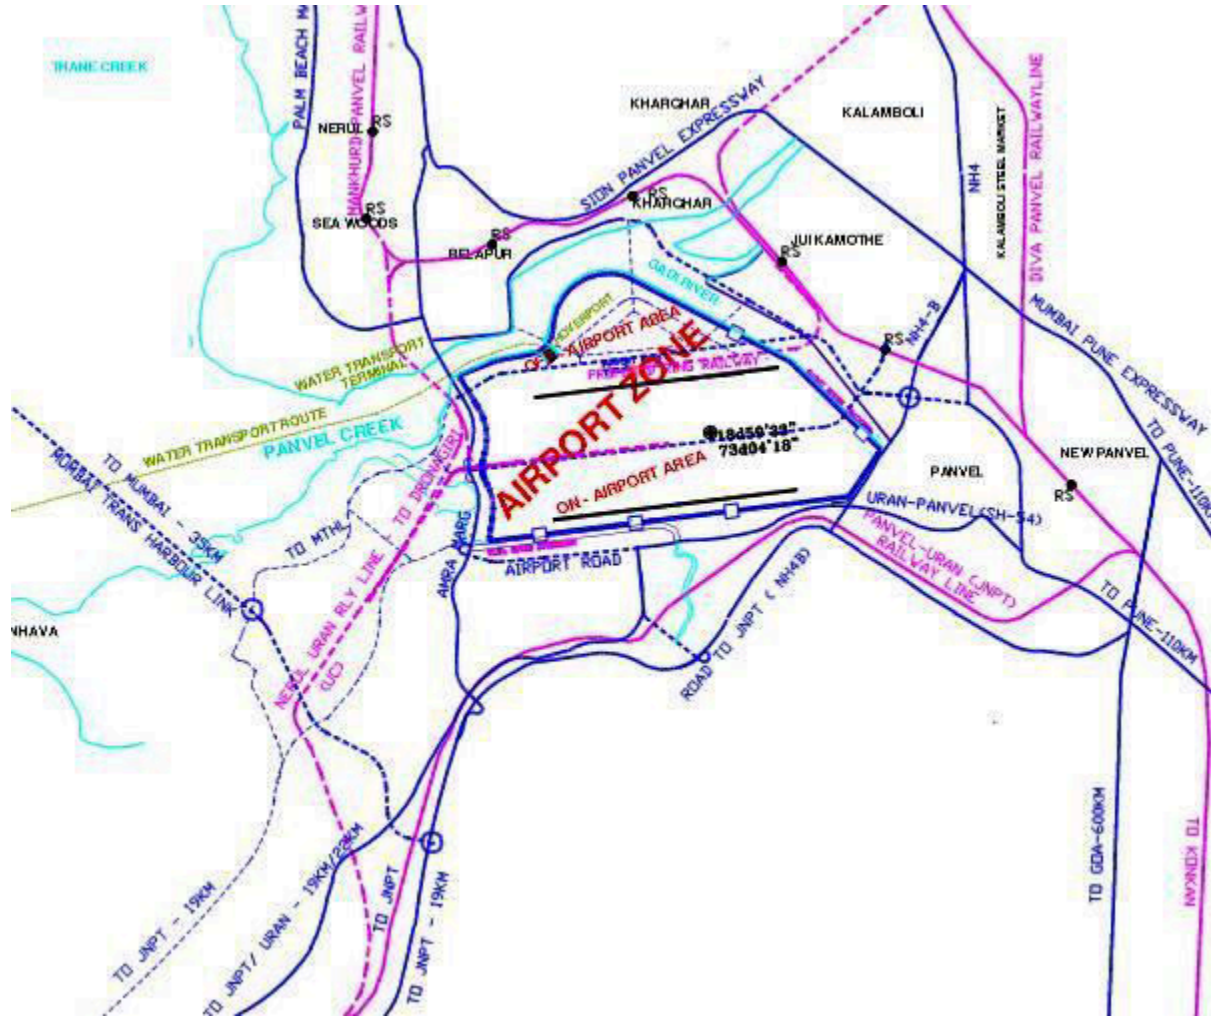 THANE CREEK
PALM BEACH
MANKHURD-PANVEL RAILW
NERUL
RS
RS
SEA WOODS
RS
BELAPUR
SION PANVEL EXPRESSWAY
KHARGHAR
RS
KHARGHAR
KALAMBOLI
NH4
KALAMBOLI STEEL MARKET
DIVA PANVEL RAILWAYLINE
JUI KAMOTHE
RS
GADI RIVER
HOVERPORT
AIRPORT AREA
WATER TRANSPORT
TERMINAL
NH4-B
RS
MUMBAI PUNE EXPRESSWAY
RAILWAY
AIRPORT ZONE
WATER TRANSPORT ROUTE
PANVEL CREEK
73d04'18"
ON - AIRPORT AREA
TO PUNE-110KM
NEW PANVEL
RS
PANVEL
URAN-PANVEL(SH-54)
PANVEL-URAN (JNPT)
RAILWAY LINE
TO DRONAGIRI
TO MUMBAI - 35KM
TRANS HARBOUR LINK
TO MTHL
AMRA MARG
AIRPORT ROAD
NHAVA
NERUL URAN RLY LINE
(UC)
ROAD TO JNPT ( NH4B)
TO PUNE-110KM
TO JNPT - 19KM
TO JNPT/ URAN - 19KM/22KM
TO JNPT
TO JNPT - 19KM
TO GOA-600KM
TO KONKAN